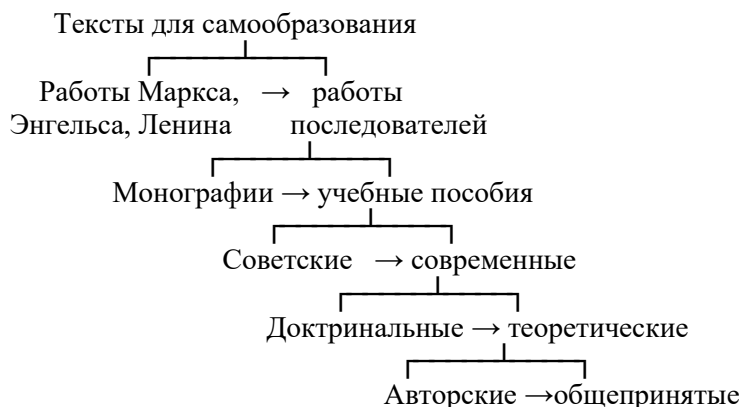 Тексты для самообразования
Работы Маркса, → работы
Энгельса, Ленина последователей
Монографии → учебные пособия
Советские → современные
Доктринальные → теоретические
Авторские →общепринятые